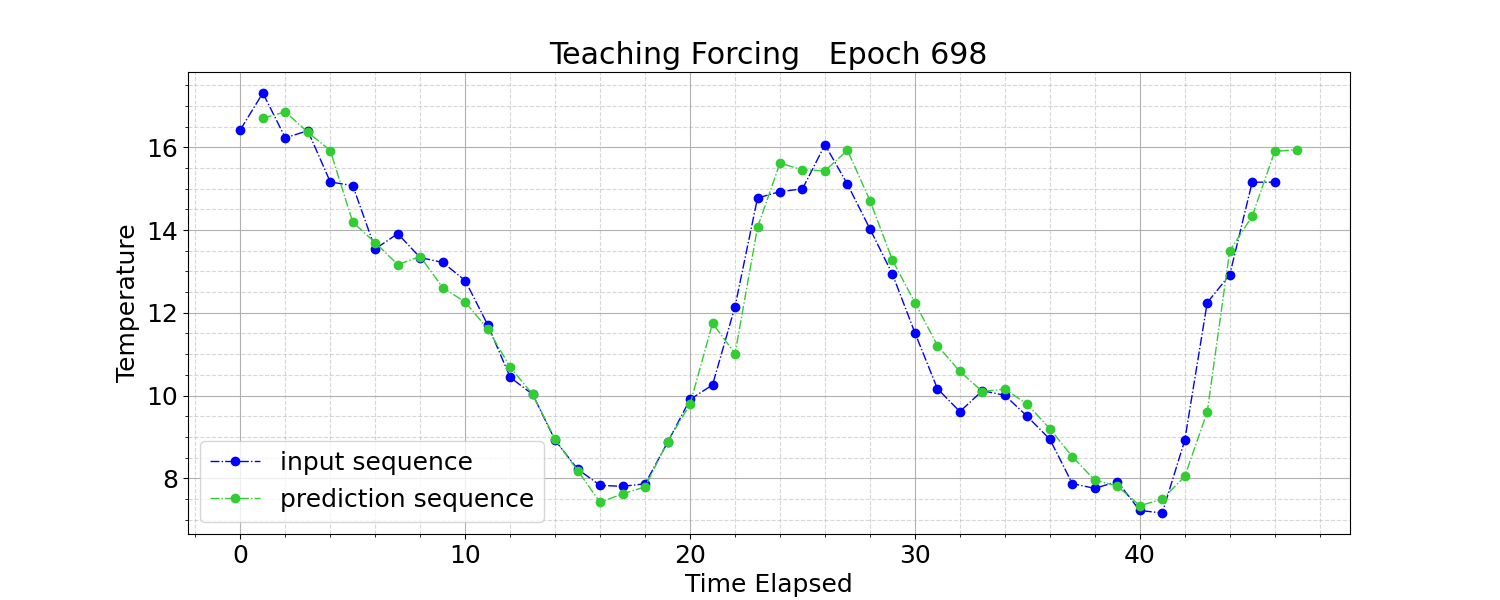 Teaching Forcing   Epoch 698
Temperature
16
14
12
10
8
input sequence
prediction sequence
0 10 20 30 40
Time Elapsed